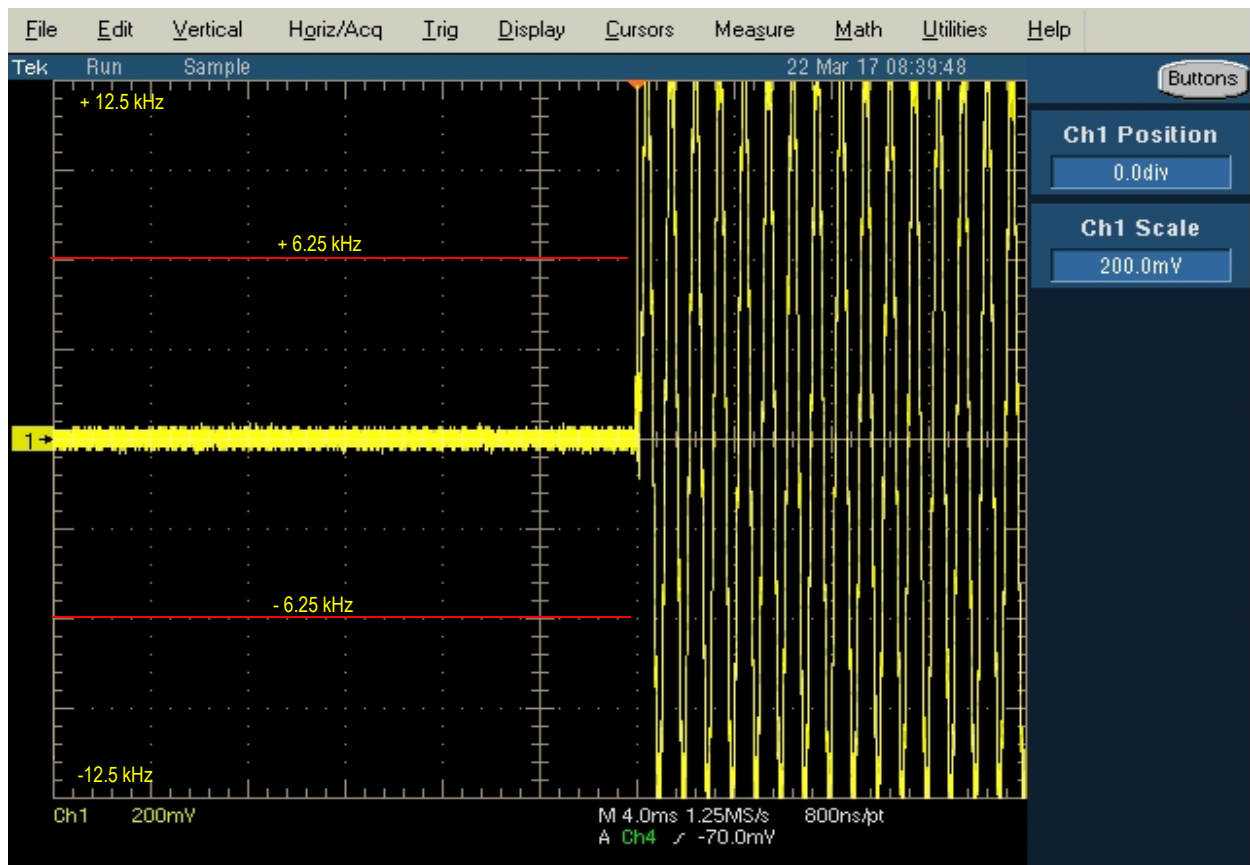 File Edit Vertical Horiz/Acq Trig Display Cursors Measure Math Utilities Help
Tek Run Sample 22 Mar 17 08:39:48
Buttons
+ 12.5 kHz
Ch1 Position
0.0div
Ch1 Scale
200.0mV
+ 6.25 kHz
1
- 6.25 kHz
-12.5 kHz
Ch1 200mV M 4.0ms 1.25MS/s 800ns/pt
A Ch4 -70.0mV